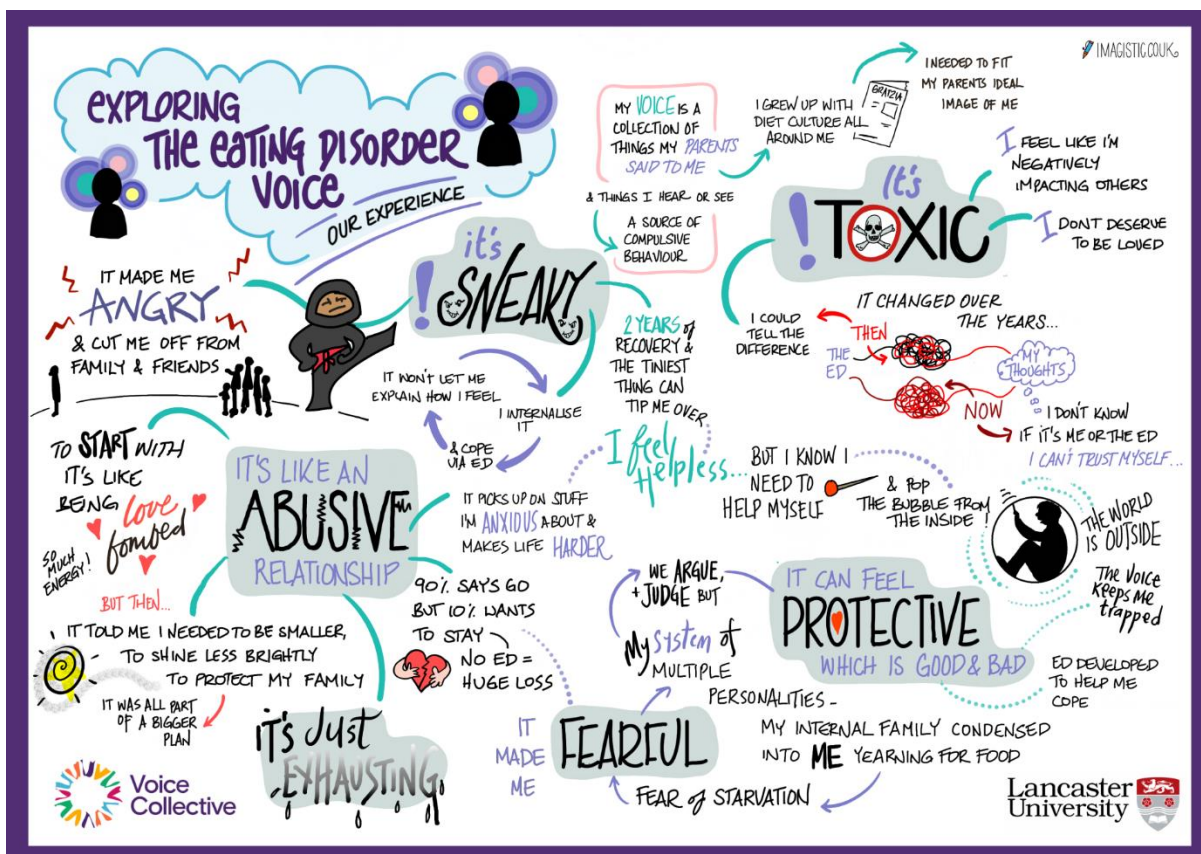 EXPLORING
THE EATING DISORDER
VOICE
OUR EXPERIENCE
IMAGISTIC.CO.UK
MY VOICE IS A
COLLECTION OF
THINGS MY PARENTS
SAID TO ME
& THINGS I HEAR OR SEE
A SOURCE OF
COMPULSIVE
BEHAVIOUR
I GREW UP WITH
DIET CULTURE ALL
AROUND ME
GRAYZIA
I NEEDED TO FIT
MY PARENTS IDEAL
IMAGE OF ME
It's
! TOXIC
I FEEL LIKE I'M
NEGATIVELY
IMPACTING OTHERS
I DON'T DESERVE
TO BE LOVED
I COULD
TELL THE
DIFFERENCE
IT CHANGED OVER
THE YEARS...
THEN
THE
ED
MY
THOUGHTS
NOW
I DON'T KNOW
IF IT'S ME OR THE ED
I CAN'T TRUST MYSELF...
it's
! SNEAKY
IT MADE ME
ANGRY
& CUT ME OFF FROM
FAMILY & FRIENDS
IT WON'T LET ME
EXPLAIN HOW I FEEL
I INTERNALISE
IT
& COPE
VIA ED
2 YEARS of
RECOVERY &
THE TINIEST
THING CAN
TIP ME OVER
I feel
Helpless...
BUT I KNOW I
NEED TO
HELP MYSELF
& POP
THE BUBBLE FROM
THE INSIDE!
THE WORLD
IS OUTSIDE
The Voice
Keeps me
trapped
IT'S LIKE AN
ABUSIVE
RELATIONSHIP
TO START WITH
IT'S LIKE
BEING
Love
bombed
SO
MUCH
ENERGY!
BUT THEN...
IT TOLD ME I NEEDED TO BE SMALLER,
TO SHINE LESS BRIGHTLY
TO PROTECT MY FAMILY
IT WAS ALL PART
OF A BIGGER
PLAN
IT PICKS UP ON STUFF
I'M ANXIOUS ABOUT &
MAKES LIFE HARDER
90% SAYS GO
BUT 10% WANTS
TO STAY
NO ED =
HUGE LOSS
iT's Just
EXHAUSTING
IT CAN FEEL
PROTECTIVE
WHICH IS GOOD & BAD
ED DEVELOPED
TO HELP ME
COPE
WE ARGUE,
+ JUDGE BUT
My SYSTEM of
MULTIPLE
PERSONALITIES -
MY INTERNAL FAMILY CONDENSED
INTO ME YEARNING FOR FOOD
FEAR of STARVATION
IT
MADE
ME
FEARFUL
Voice
Collective
Lancaster
University